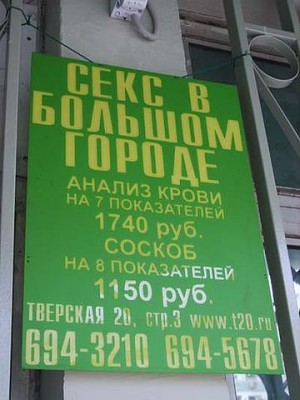 СЕКС В
БОЛЬШОМ
ГОРОДЕ
АНАЛИЗ КРОВИ
НА 7 ПОКАЗАТЕЛЕЙ
1740 руб.
СОСКОБ
НА 8 ПОКАЗАТЕЛЕЙ
1150 руб.
ТВЕРСКАЯ 20, стр.3 www.t20.ru
694-3210 694-5678